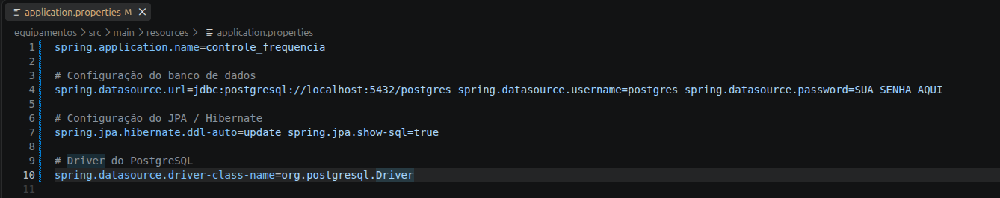 application.properties M
equipamentos > src > main > resources > application.properties
1 spring.application.name=controle_frequencia
2
3 # Configuração do banco de dados
4 spring.datasource.url=jdbc:postgresql://localhost:5432/postgres spring.datasource.username=postgres spring.datasource.password=SUA_SENHA_AQUI
5
6 # Configuração do JPA / Hibernate
7 spring.jpa.hibernate.ddl-auto=update spring.jpa.show-sql=true
8
9 # Driver do PostgreSQL
10 spring.datasource.driver-class-name=org.postgresql.Driver
11